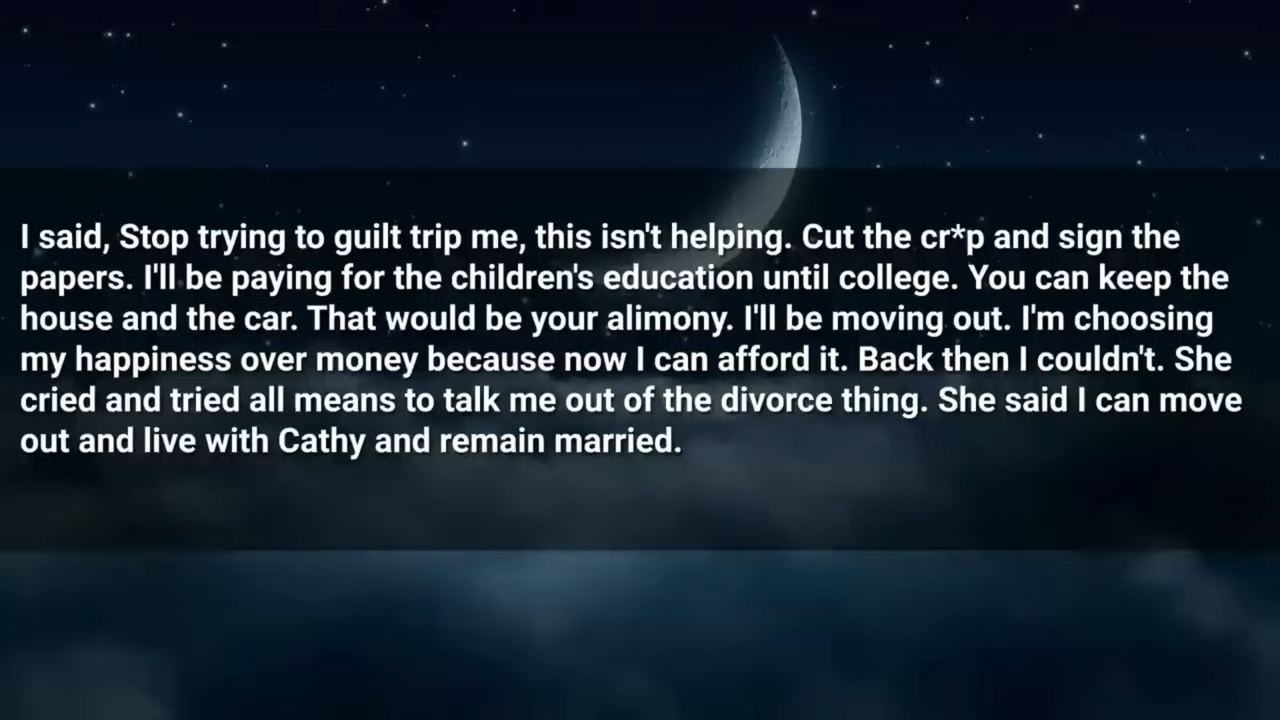 I said, Stop trying to guilt trip me, this isn't helping. Cut the cr*p and sign the
papers. I'll be paying for the children's education until college. You can keep the
house and the car. That would be your alimony. I'll be moving out. I'm choosing
my happiness over money because now I can afford it. Back then I couldn't. She
cried and tried all means to talk me out of the divorce thing. She said I can move
out and live with Cathy and remain married.